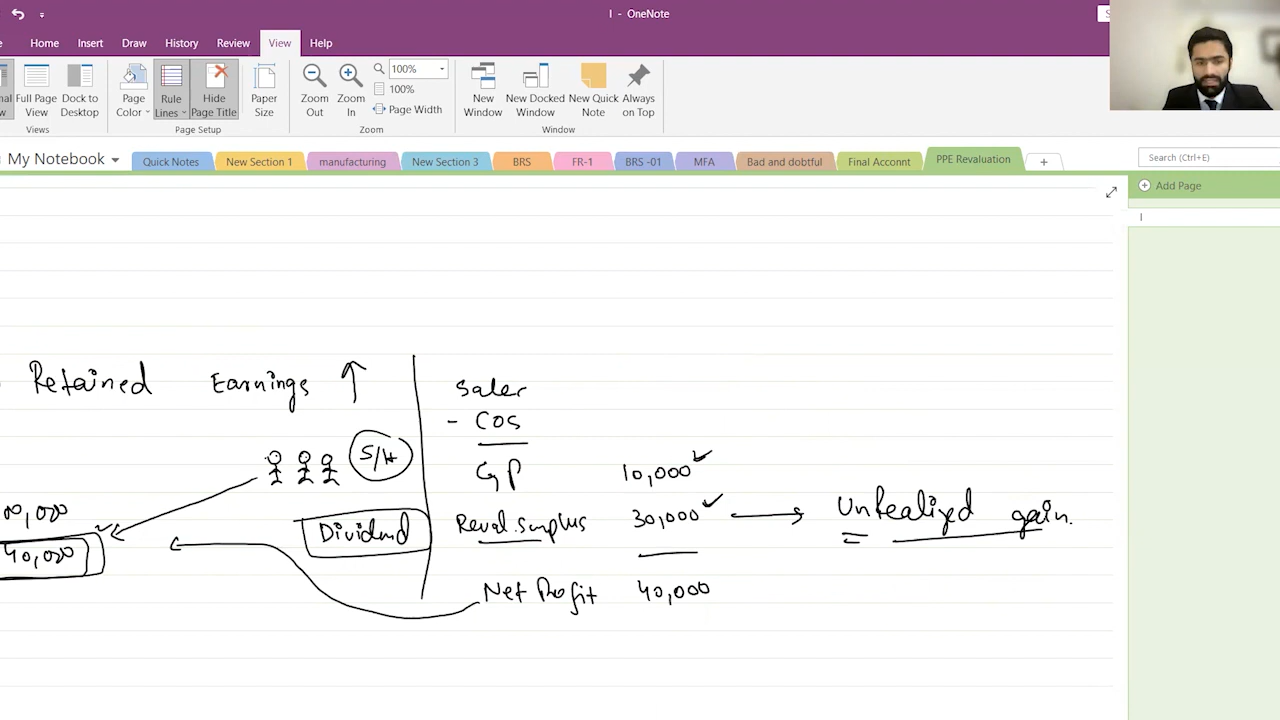 I - OneNote
Home Insert Draw History Review View Help
100%
Full Page View
Dock to Desktop
Page Color
Rule Lines
Hide Page Title
Paper Size
Zoom Out
Zoom In
100%
Page Width
New Window
New Docked Window
New Quick Note
Always on Top
Views
Page Setup
Zoom
Window
My Notebook
Quick Notes
New Section 1
manufacturing
New Section 3
BRS
FR-1
BRS -01
MFA
Bad and dobtful
Final Acconnt
PPE Revaluation
Search (Ctrl+E)
Add Page
I
Retained Earnings ↑
S/H
Dividend
40,000
Sales
- COS
GP 10,000
Reval.Surplus 30,000 → Unrealized gain.
Net Profit 40,000